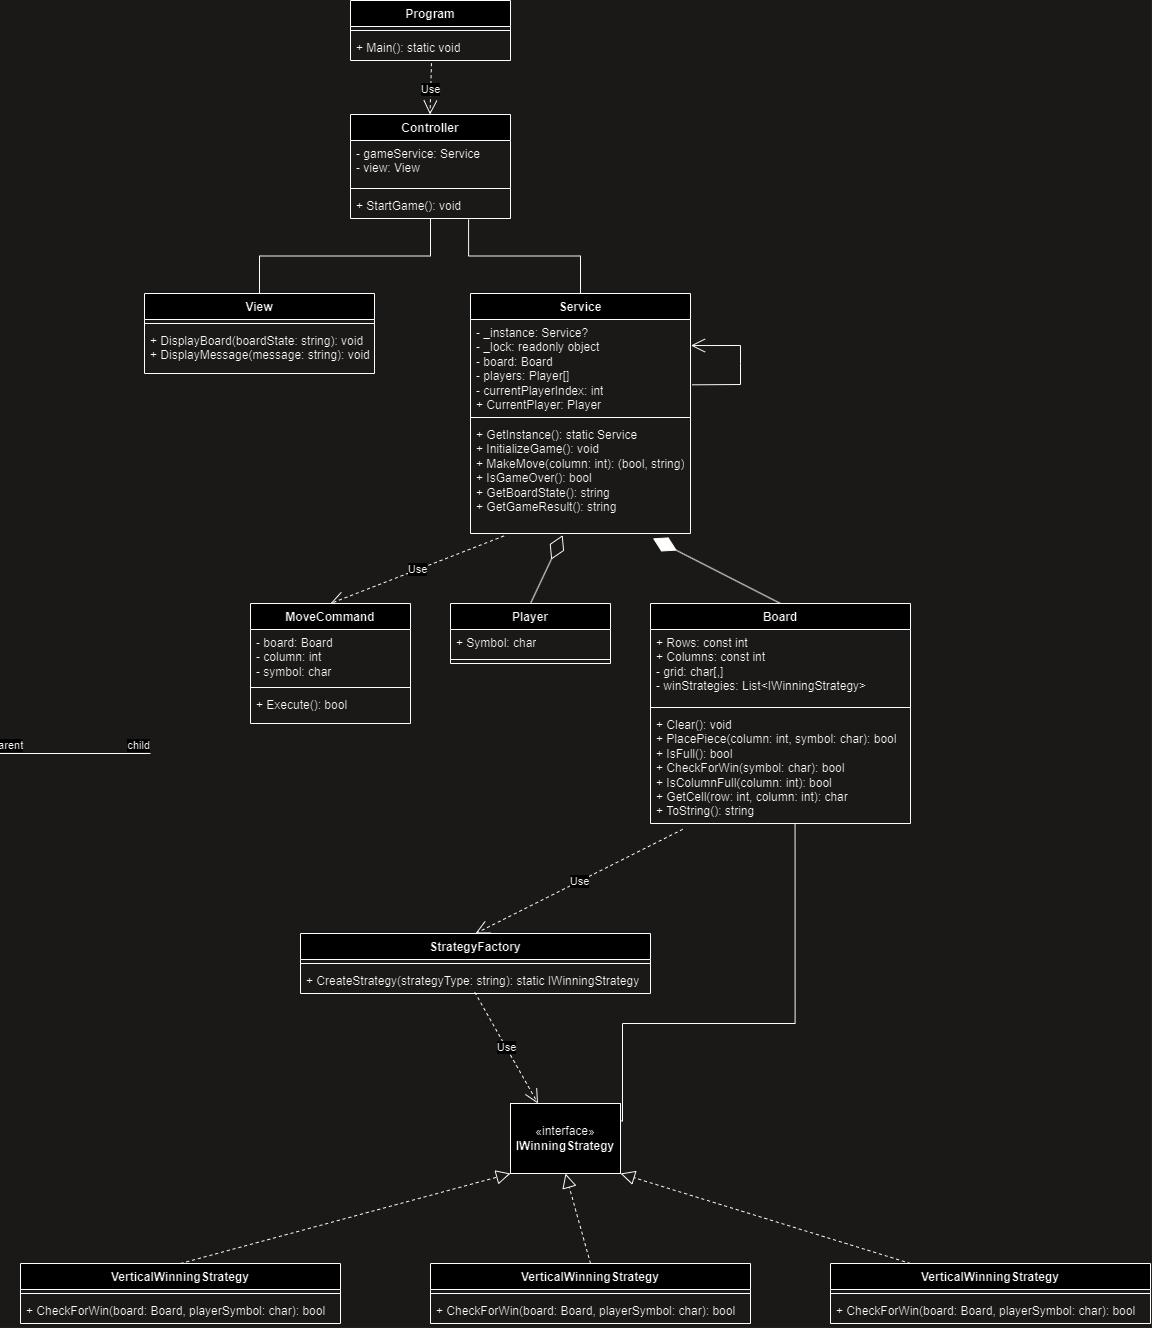 Program
+ Main(): static void
Use
Controller
- gameService: Service
- view: View
+ StartGame(): void
View
+ DisplayBoard(boardState: string): void
+ DisplayMessage(message: string): void
Service
- _instance: Service?
- _lock: readonly object
- board: Board
- players: Player[]
- currentPlayerIndex: int
+ CurrentPlayer: Player
+ GetInstance(): static Service
+ InitializeGame(): void
+ MakeMove(column: int): (bool, string)
+ IsGameOver(): bool
+ GetBoardState(): string
+ GetGameResult(): string
Use
MoveCommand
- board: Board
- column: int
- symbol: char
+ Execute(): bool
Player
+ Symbol: char
Board
+ Rows: const int
+ Columns: const int
- grid: char[,]
- winStrategies: List<IWinningStrategy>
+ Clear(): void
+ PlacePiece(column: int, symbol: char): bool
+ IsFull(): bool
+ CheckForWin(symbol: char): bool
+ IsColumnFull(column: int): bool
+ GetCell(row: int, column: int): char
+ ToString(): string
arent
child
Use
StrategyFactory
+ CreateStrategy(strategyType: string): static IWinningStrategy
Use
«interface»
IWinningStrategy
VerticalWinningStrategy
+ CheckForWin(board: Board, playerSymbol: char): bool
VerticalWinningStrategy
+ CheckForWin(board: Board, playerSymbol: char): bool
VerticalWinningStrategy
+ CheckForWin(board: Board, playerSymbol: char): bool